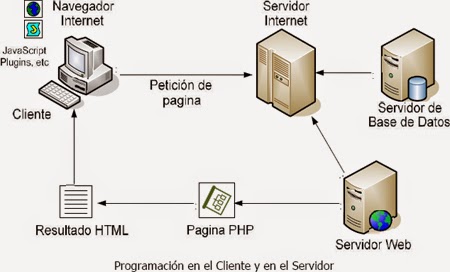 Navegador
Internet
JavaScript
Plugins, etc
Cliente
Petición de
pagina
Servidor
Internet
Servidor de
Base de Datos
Resultado HTML
Pagina PHP
Servidor Web
Programación en el Cliente y en el Servidor